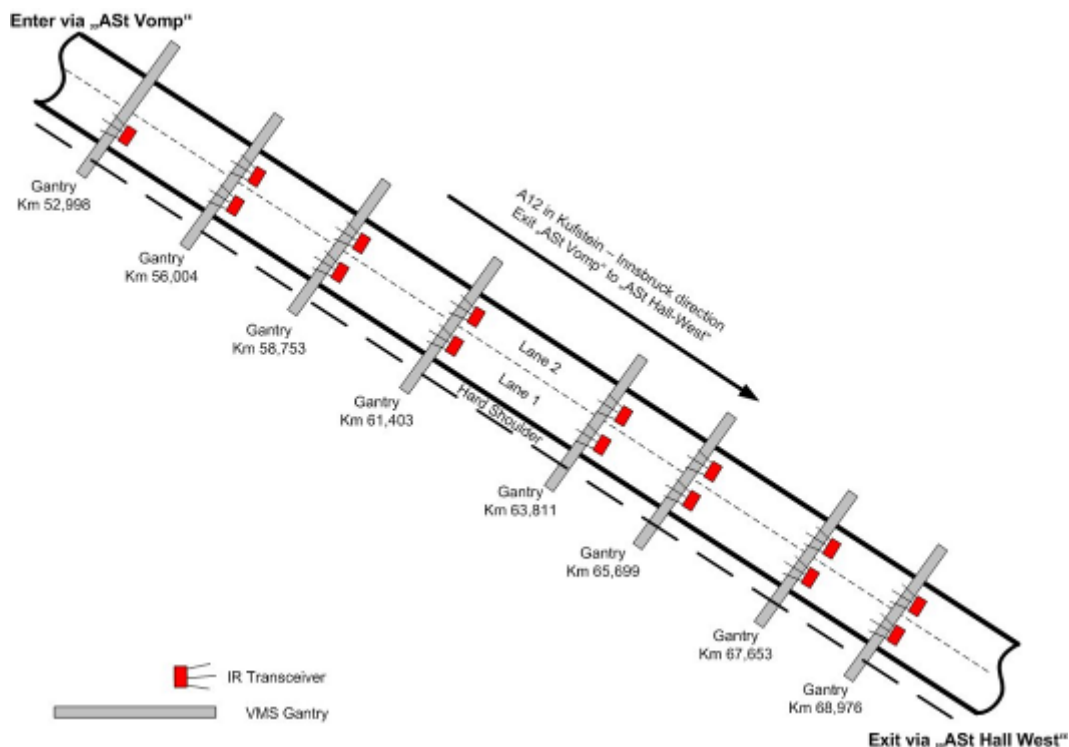 Enter via „ASt Vomp“
Gantry
Km 52,998
Gantry
Km 56,004
Gantry
Km 58,753
Gantry
Km 61,403
A12 in Kufstein – Innsbruck direction
Exit „ASt Vomp“ to „ASt Hall-West“
Lane 2
Lane 1
Hard Shoulder
Gantry
Km 63,811
Gantry
Km 65,699
Gantry
Km 67,653
Gantry
Km 68,976
IR Transceiver
VMS Gantry
Exit via „ASt Hall West“